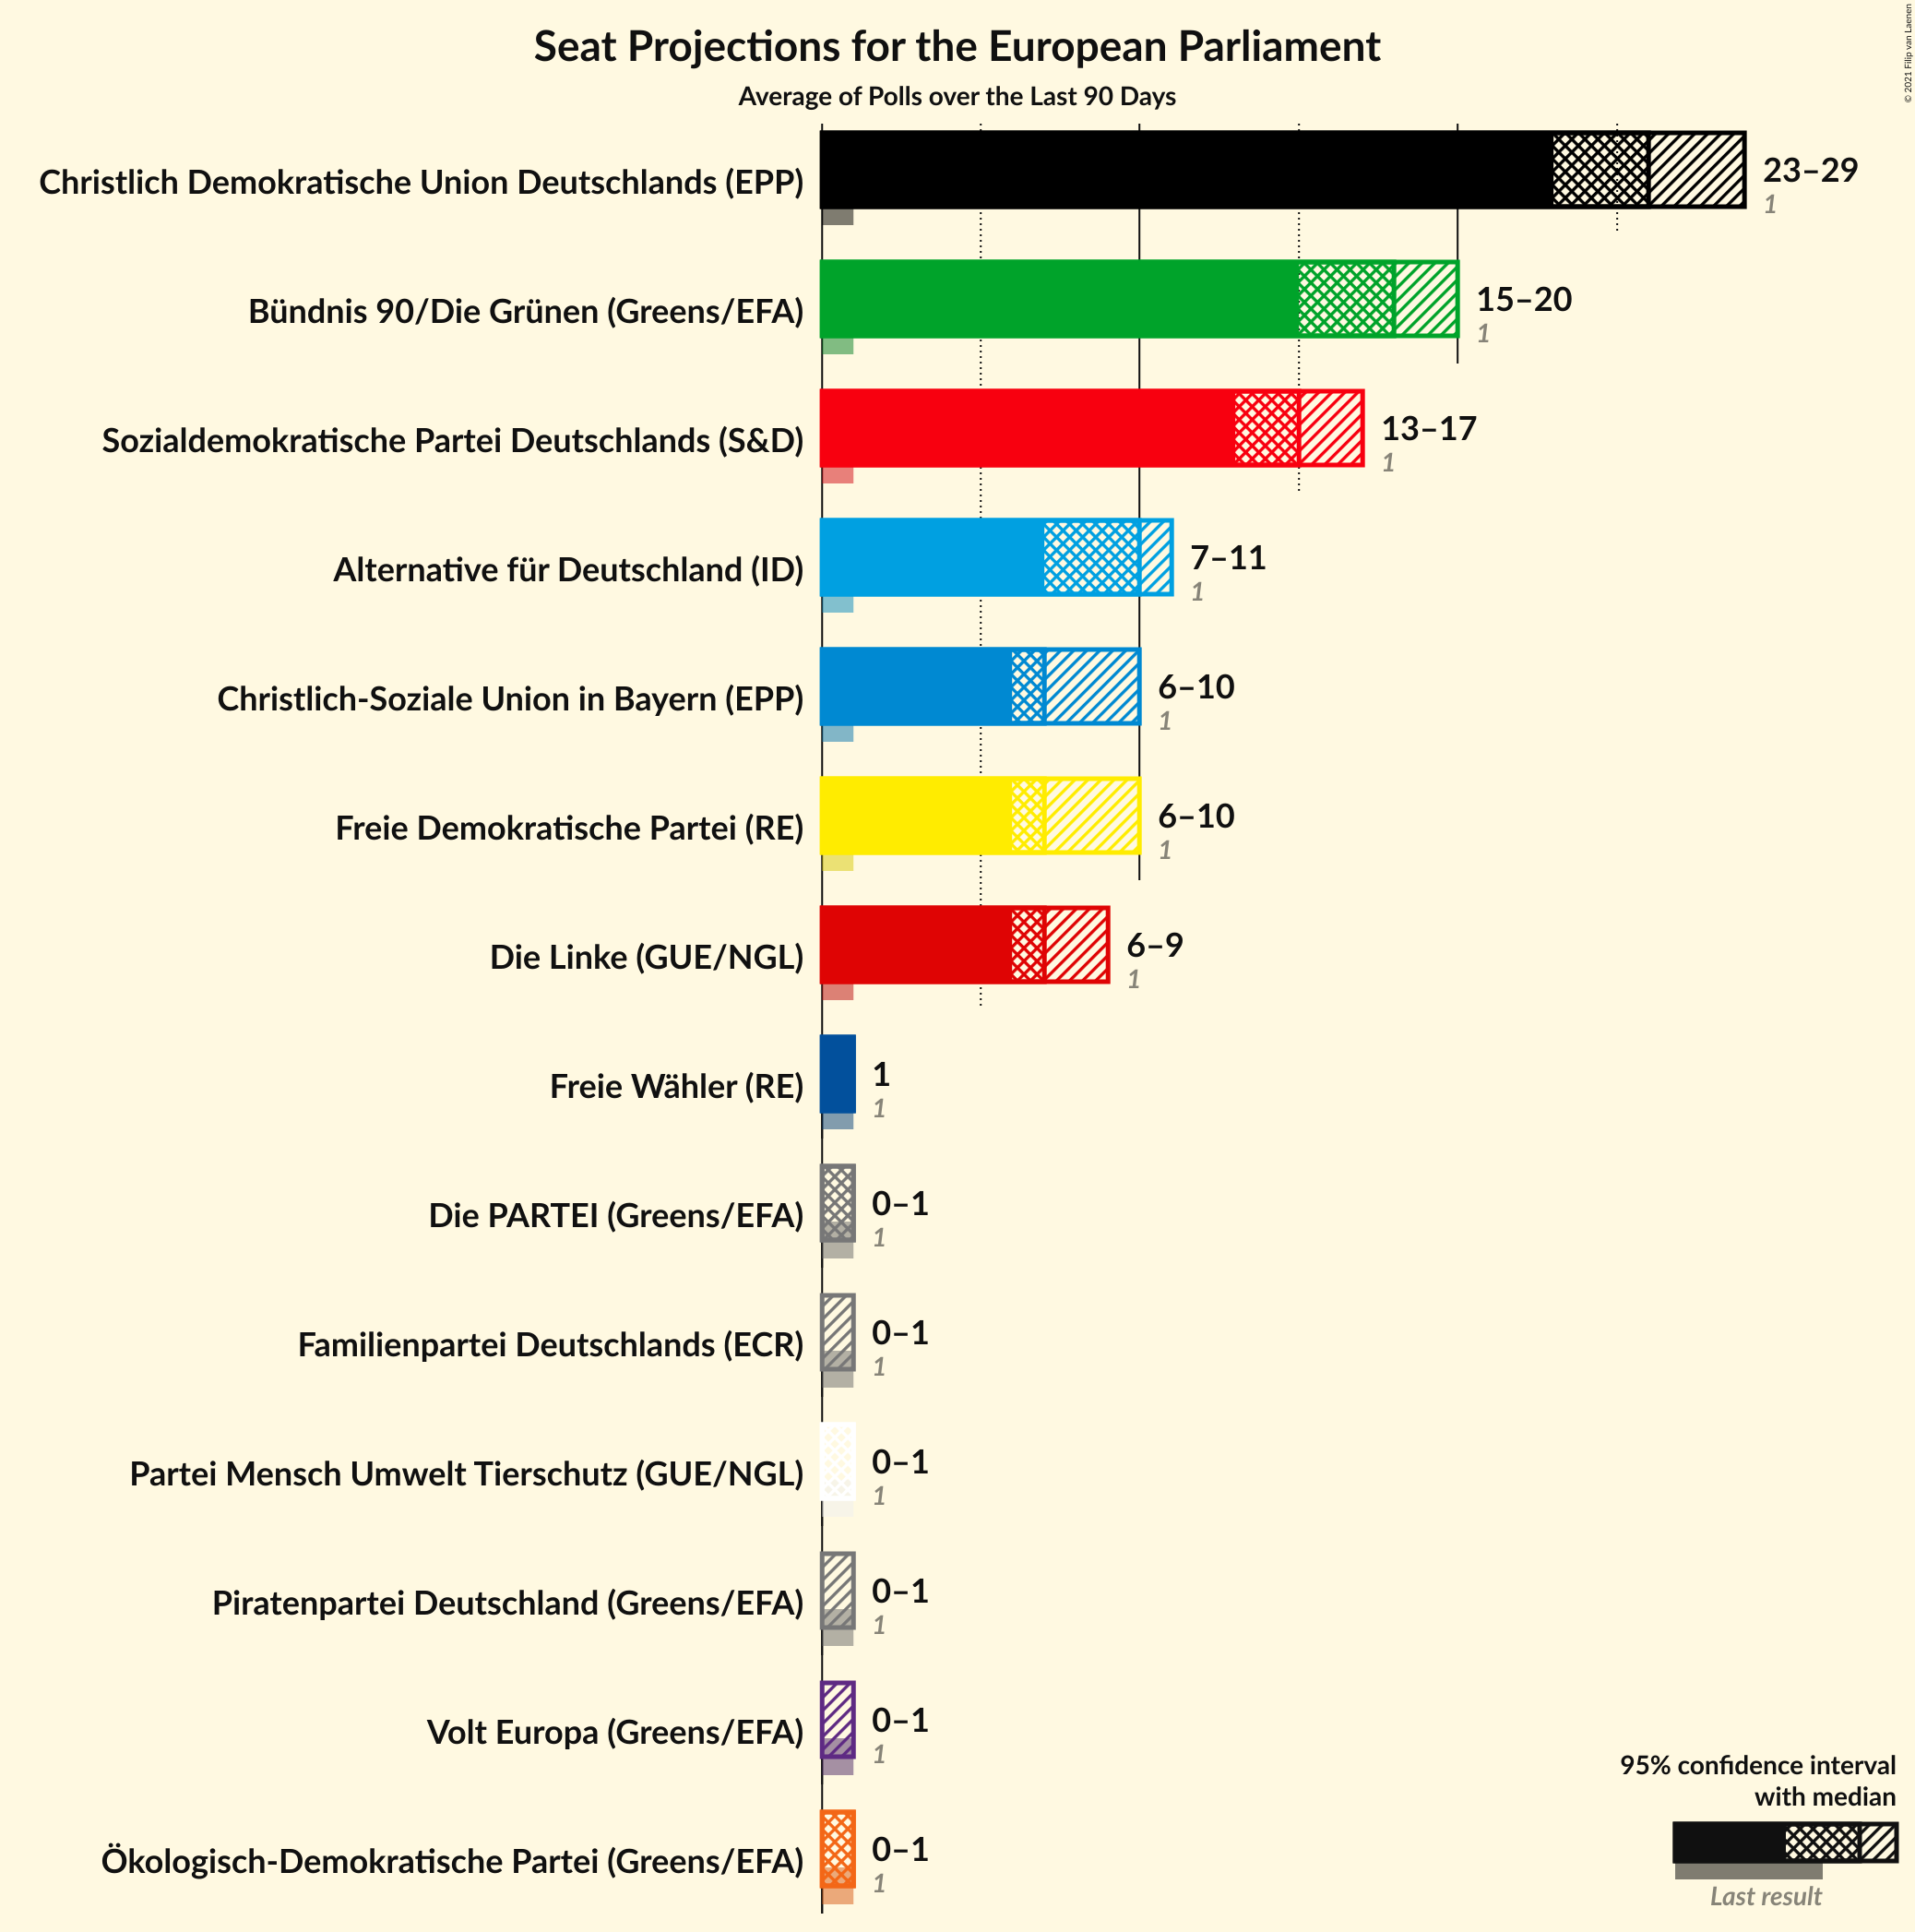 Seat Projections for the European Parliament
Average of Polls over the Last 90 Days
© 2021 Filip van Laenen
Christlich Demokratische Union Deutschlands (EPP)
23–29
1
Bündnis 90/Die Grünen (Greens/EFA)
15–20
1
Sozialdemokratische Partei Deutschlands (S&D)
13–17
1
Alternative für Deutschland (ID)
7–11
1
Christlich-Soziale Union in Bayern (EPP)
6–10
1
Freie Demokratische Partei (RE)
6–10
1
Die Linke (GUE/NGL)
6–9
1
Freie Wähler (RE)
1
1
Die PARTEI (Greens/EFA)
0–1
1
Familienpartei Deutschlands (ECR)
0–1
1
Partei Mensch Umwelt Tierschutz (GUE/NGL)
0–1
1
Piratenpartei Deutschland (Greens/EFA)
0–1
1
Volt Europa (Greens/EFA)
0–1
1
Ökologisch-Demokratische Partei (Greens/EFA)
0–1
1
95% confidence interval
with median
Last result